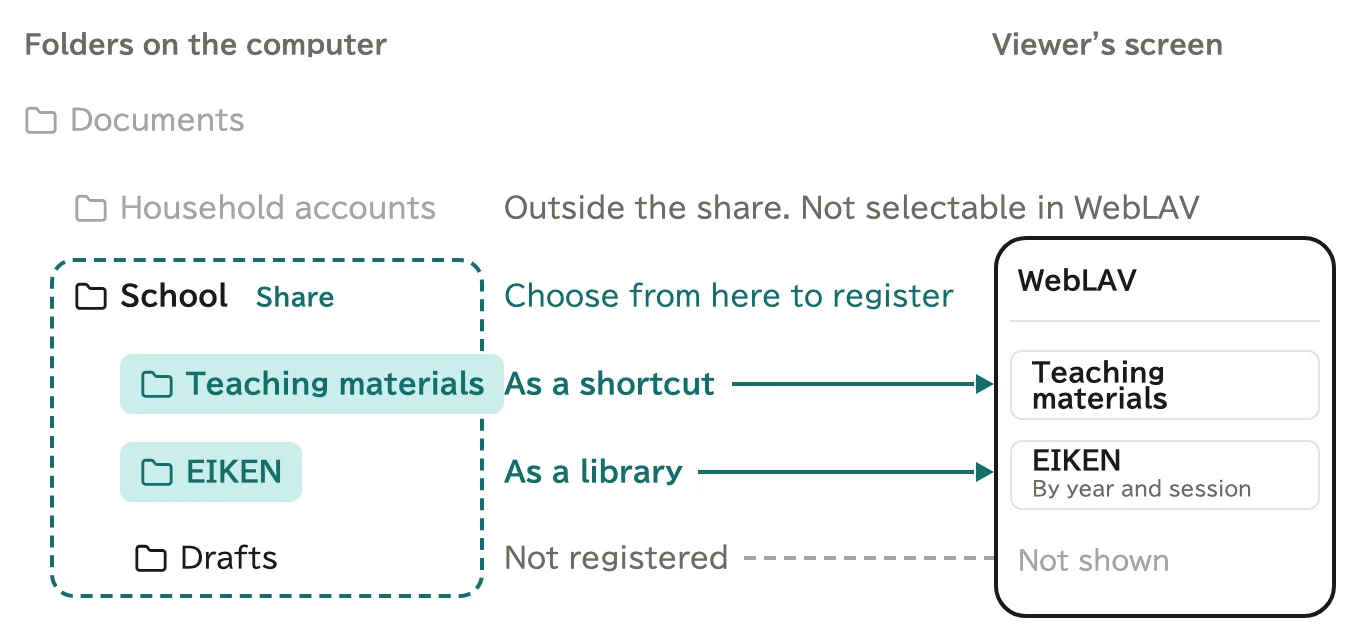 Folders on the computer
Viewer’s screen
Documents
Household accounts
Outside the share. Not selectable in WebLAV
School
Share
Choose from here to register
WebLAV
Teaching materials
As a shortcut
Teaching
materials
EIKEN
As a library
EIKEN
By year and session
Drafts
Not registered
Not shown